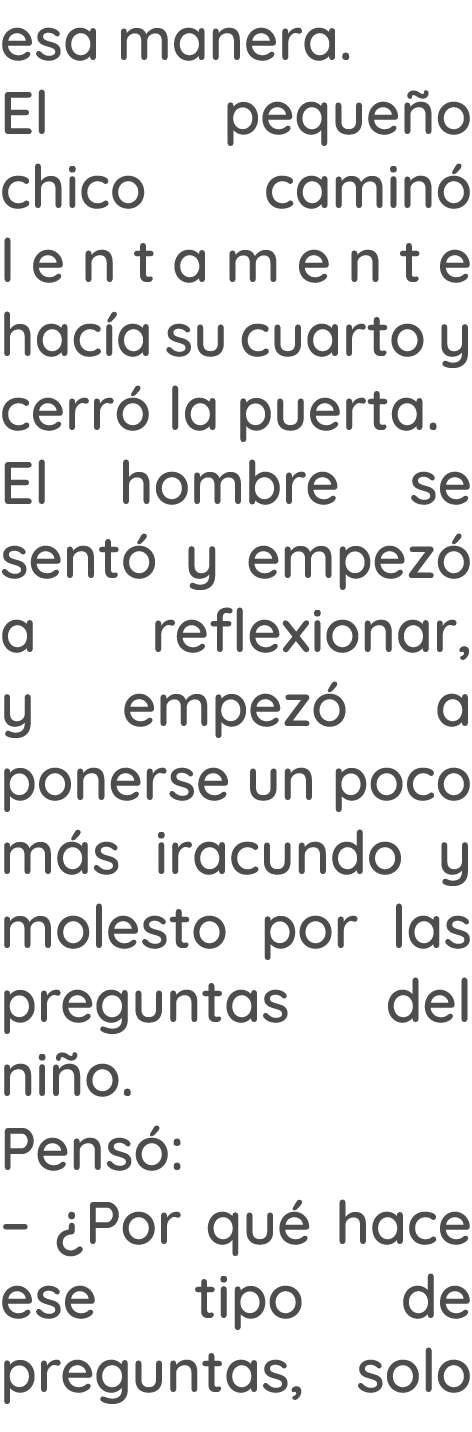 esa manera.
El pequeño
chico caminó
lentamente
hacía su cuarto y
cerró la puerta.
El hombre se
sentó y empezó
a reflexionar,
y empezó a
ponerse un poco
más iracundo y
molesto por las
preguntas del
niño.
Pensó:
– ¿Por qué hace
ese tipo de
preguntas, solo